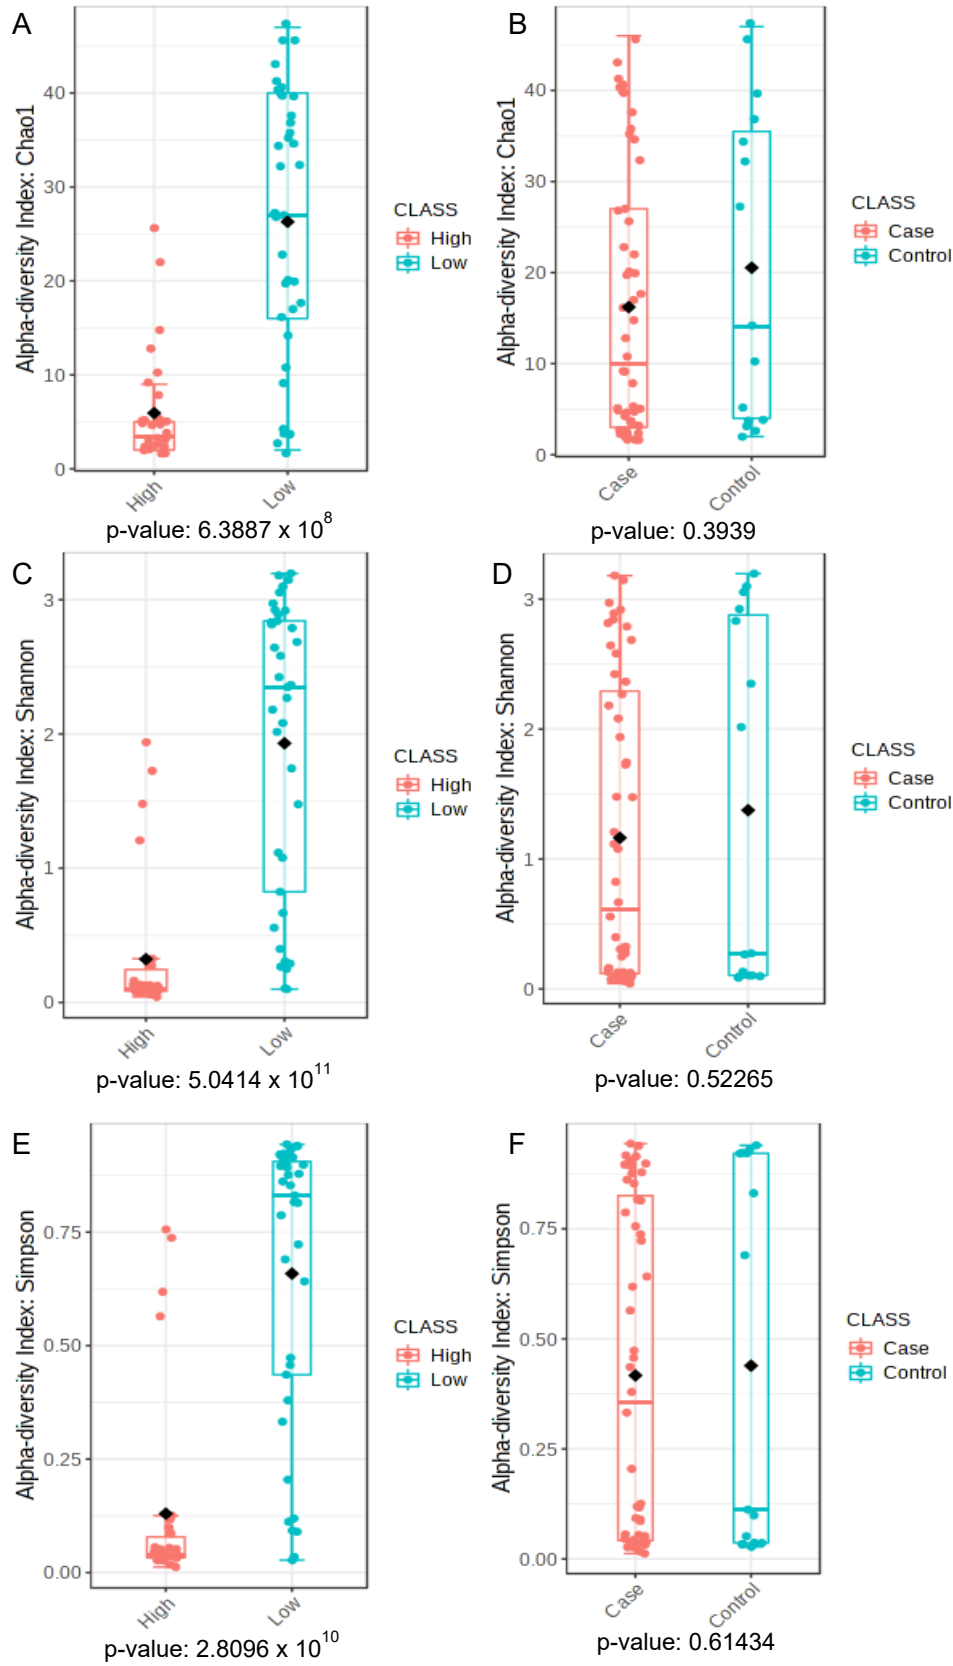 A
Alpha-diversity Index: Chao1
40
30
20
10
0
High
Low
CLASS
High
Low
p-value: 6.3887 x 10^8
B
Alpha-diversity Index: Chao1
40
30
20
10
0
Case
Control
CLASS
Case
Control
p-value: 0.3939
C
Alpha-diversity Index: Shannon
3
2
1
0
High
Low
CLASS
High
Low
p-value: 5.0414 x 10^11
D
Alpha-diversity Index: Shannon
3
2
1
0
Case
Control
CLASS
Case
Control
p-value: 0.52265
E
Alpha-diversity Index: Simpson
0.75
0.50
0.25
0.00
High
Low
CLASS
High
Low
p-value: 2.8096 x 10^10
F
Alpha-diversity Index: Simpson
0.75
0.50
0.25
0.00
Case
Control
CLASS
Case
Control
p-value: 0.61434